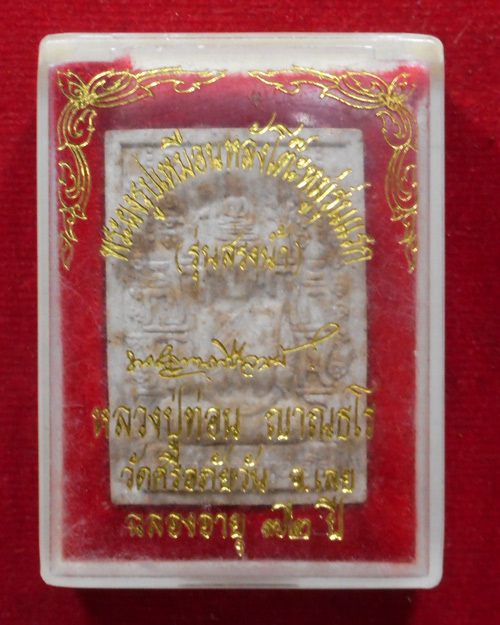 พระผงรูปเหมือนหลังโต๊ะหมู่รุ่นแรก
(รุ่นสรงน้ำ)
หลวงปู่ท่อน ญาณธโร
วัดศรีอภัยวัน จ.เลย
ฉลองอายุ ๗๒ ปี